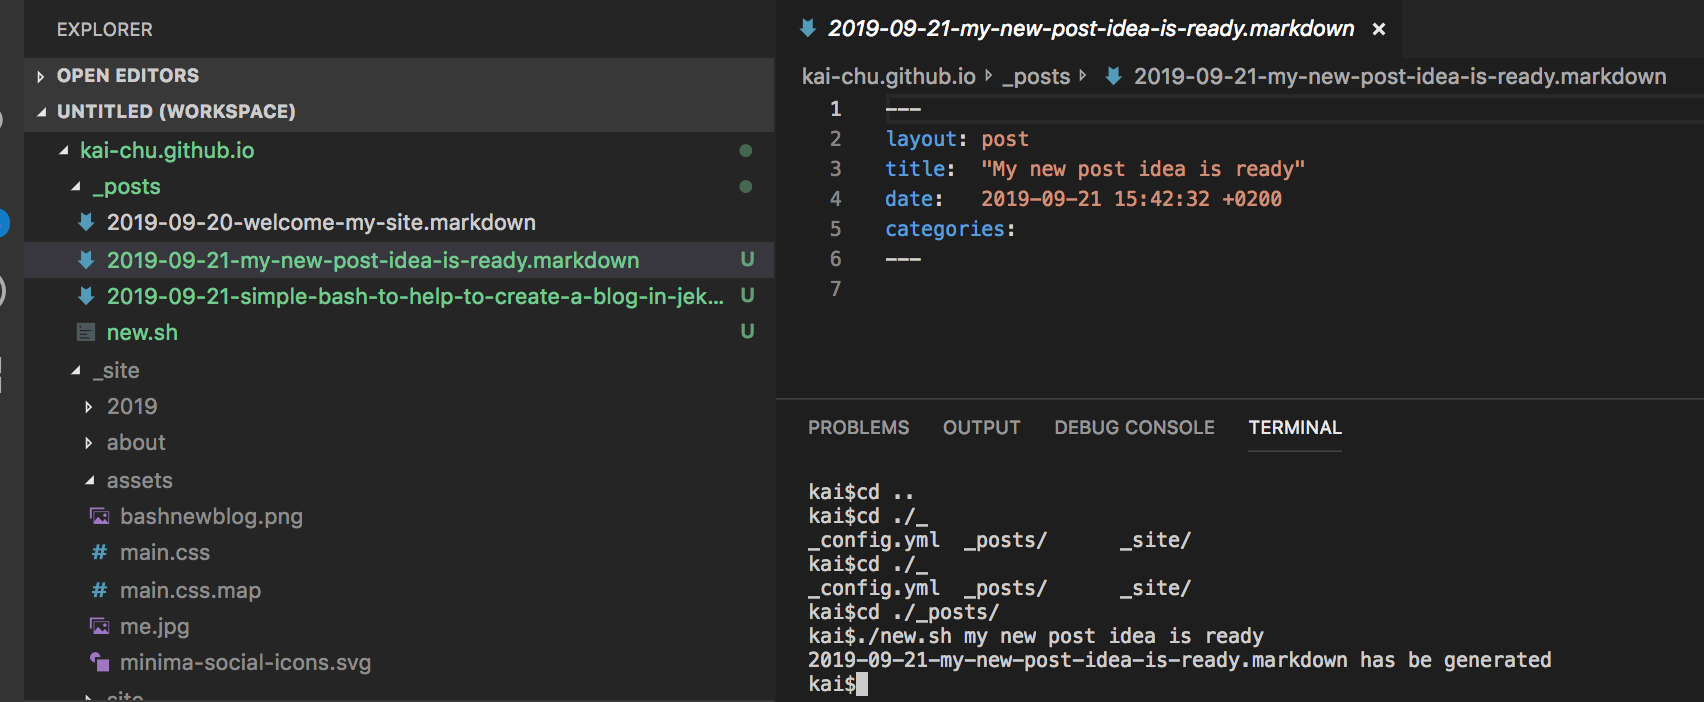 EXPLORER
OPEN EDITORS
UNTITLED (WORKSPACE)
kai-chu.github.io
_posts
2019-09-20-welcome-my-site.markdown
2019-09-21-my-new-post-idea-is-ready.markdown U
2019-09-21-simple-bash-to-help-to-create-a-blog-in-jek... U
new.sh U
_site
2019
about
assets
bashnewblog.png
# main.css
# main.css.map
me.jpg
minima-social-icons.svg
site
2019-09-21-my-new-post-idea-is-ready.markdown ×
kai-chu.github.io _posts 2019-09-21-my-new-post-idea-is-ready.markdown
1 ---
2 layout: post
3 title: "My new post idea is ready"
4 date: 2019-09-21 15:42:32 +0200
5 categories:
6 ---
7
PROBLEMS OUTPUT DEBUG CONSOLE TERMINAL
kai$cd ..
kai$cd ./_
_config.yml _posts/ _site/
kai$cd ./_
_config.yml _posts/ _site/
kai$cd ./_posts/
kai$./new.sh my new post idea is ready
2019-09-21-my-new-post-idea-is-ready.markdown has be generated
kai$